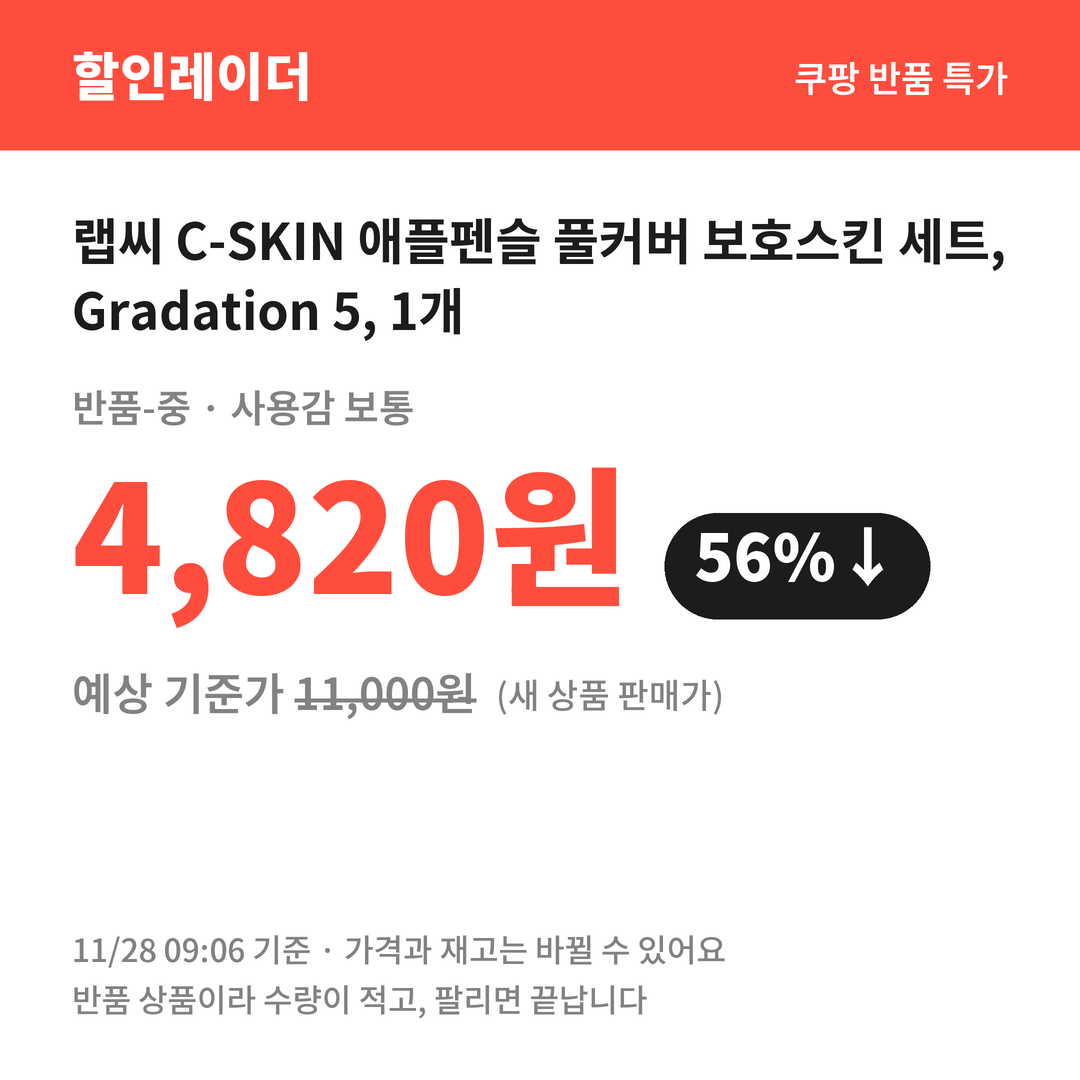 할인레이더
쿠팡 반품 특가
랩씨 C-SKIN 애플펜슬 풀커버 보호스킨 세트,
Gradation 5, 1개
반품-중 · 사용감 보통
4,820원 56%↓
예상 기준가 11,000원 (새 상품 판매가)
11/28 09:06 기준 · 가격과 재고는 바뀔 수 있어요
반품 상품이라 수량이 적고, 팔리면 끝납니다